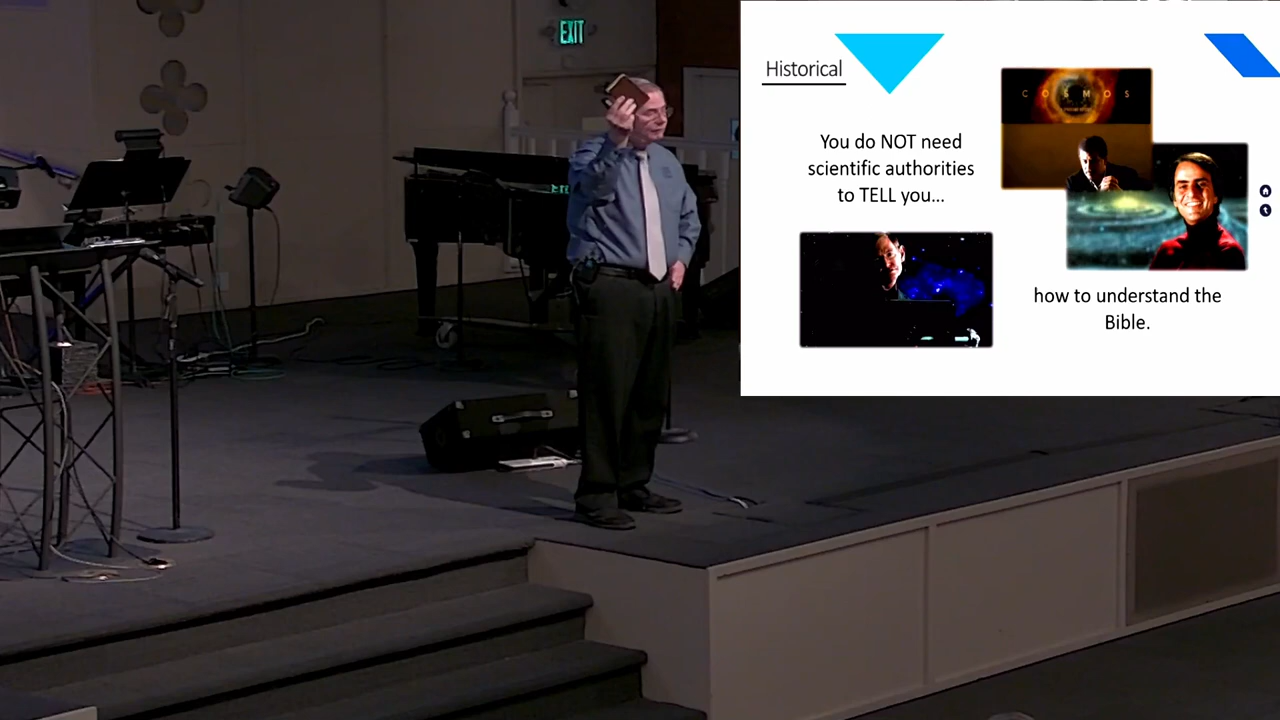 EXIT
Historical
COSMOS
You do NOT need
scientific authorities
to TELL you...
how to understand the
Bible.